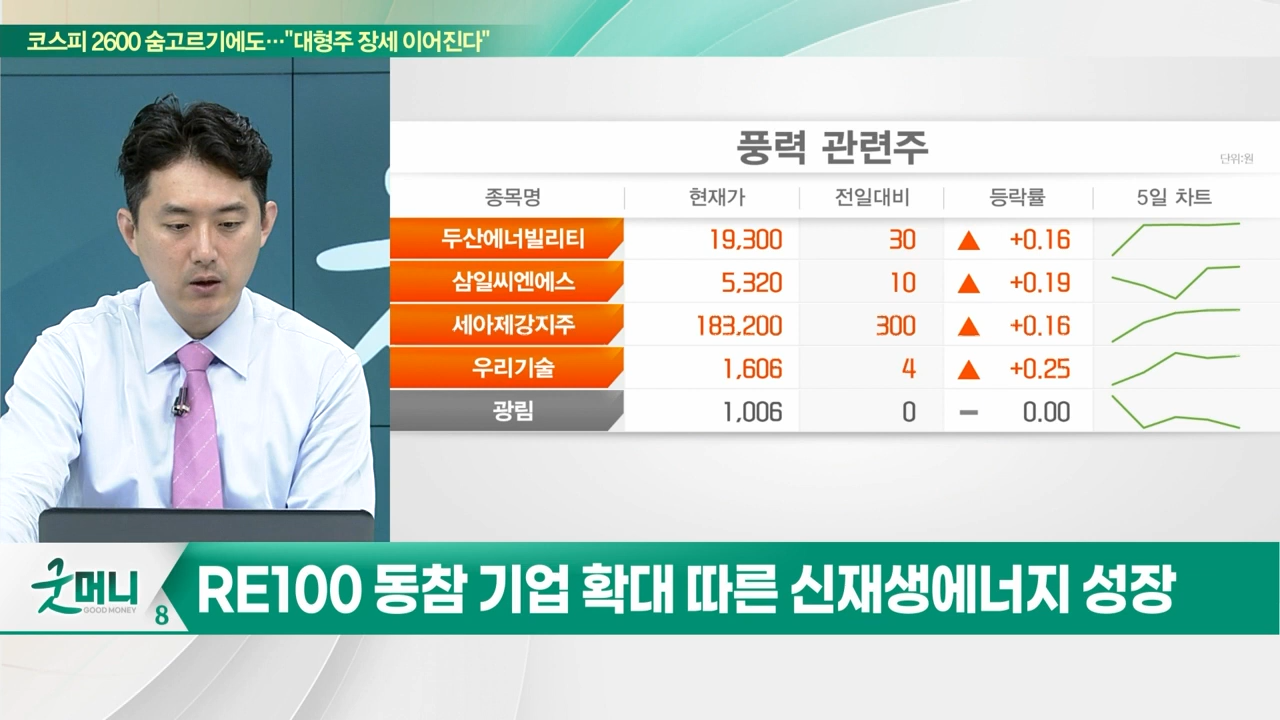 코스피 2600 숨고르기에도…"대형주 장세 이어진다"
풍력 관련주
단위:원
종목명 현재가 전일대비 등락률 5일 차트
두산에너빌리티 19,300 30 ▲ +0.16
삼일씨엔에스 5,320 10 ▲ +0.19
세아제강지주 183,200 300 ▲ +0.16
우리기술 1,606 4 ▲ +0.25
광림 1,006 0 – 0.00
굿머니
GOOD MONEY
8
RE100 동참 기업 확대 따른 신재생에너지 성장